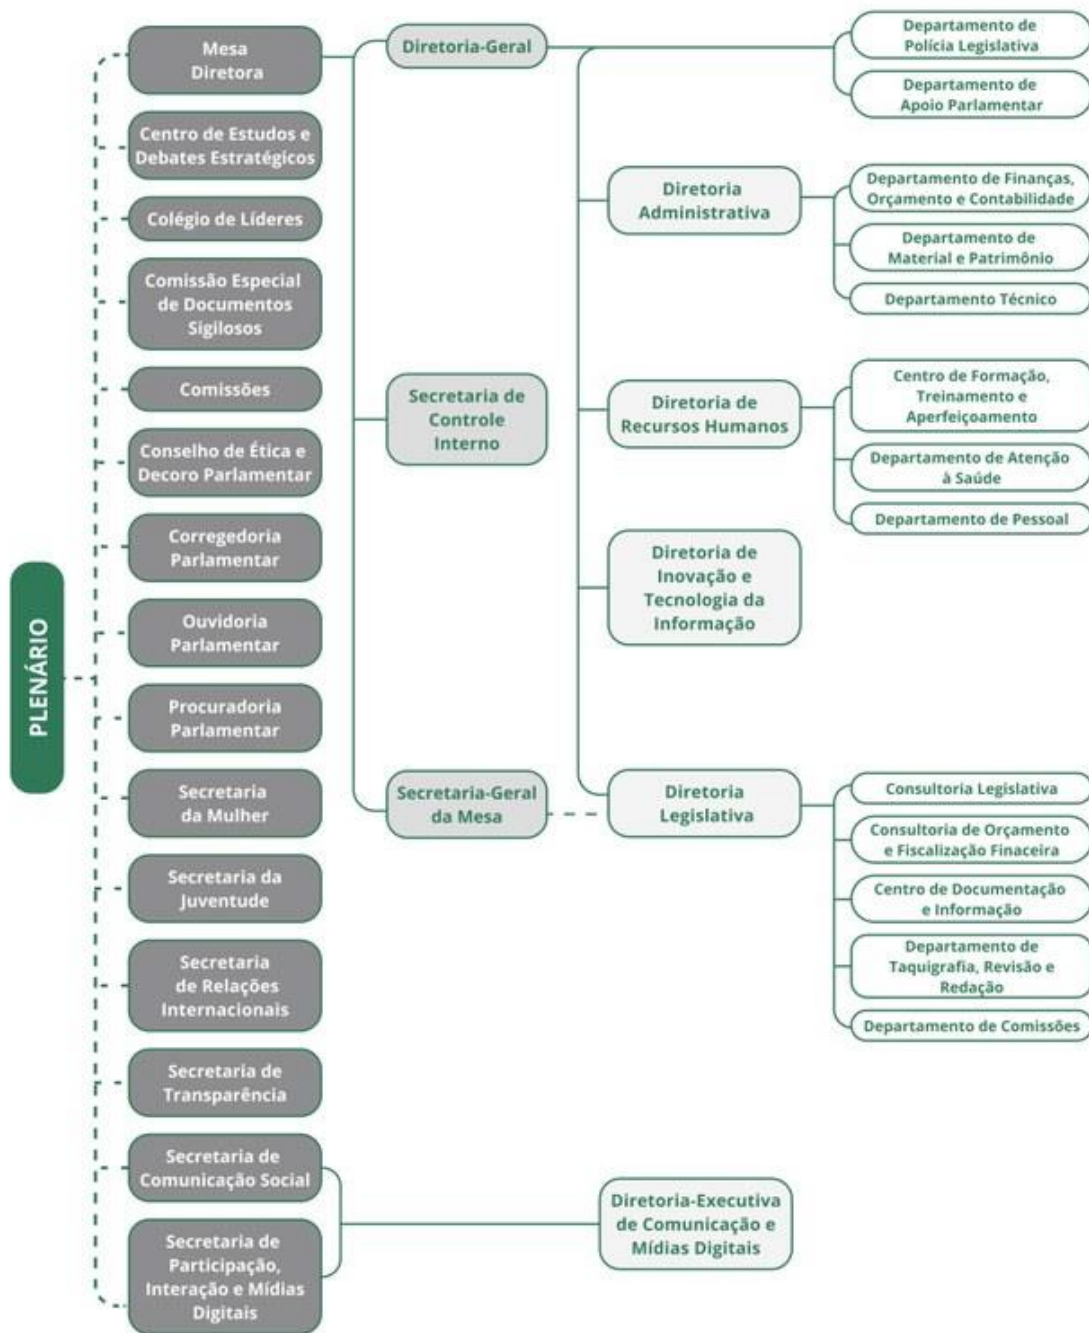 PLENÁRIO
Mesa
Diretora
Centro de Estudos e
Debates Estratégicos
Colégio de Líderes
Comissão Especial
de Documentos
Sigilosos
Comissões
Conselho de Ética e
Decoro Parlamentar
Corregedoria
Parlamentar
Ouvidoria
Parlamentar
Procuradoria
Parlamentar
Secretaria
da Mulher
Secretaria da
Juventude
Secretaria
de Relações
Internacionais
Secretaria de
Transparência
Secretaria de
Comunicação Social
Secretaria de
Participação,
Interação e Mídias
Digitais
Diretoria-Geral
Secretaria de
Controle
Interno
Secretaria-Geral
da Mesa
Diretoria
Administrativa
Diretoria de
Recursos Humanos
Diretoria de
Inovação e
Tecnologia da
Informação
Diretoria
Legislativa
Diretoria-Executiva
de Comunicação e
Mídias Digitais
Departamento de
Polícia Legislativa
Departamento de
Apoio Parlamentar
Departamento de Finanças,
Orçamento e Contabilidade
Departamento de
Material e Patrimônio
Departamento Técnico
Centro de Formação,
Treinamento e
Aperfeiçoamento
Departamento de Atenção
à Saúde
Departamento de Pessoal
Consultoria Legislativa
Consultoria de Orçamento
e Fiscalização Finaceira
Centro de Documentação
e Informação
Departamento de
Taquigrafia, Revisão e
Redação
Departamento de Comissões